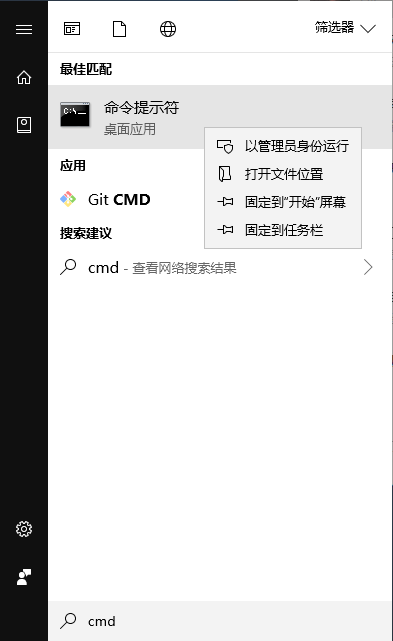 筛选器
最佳匹配
命令提示符
桌面应用
以管理员身份运行
打开文件位置
固定到"开始"屏幕
固定到任务栏
应用
Git CMD
搜索建议
cmd - 查看网络搜索结果
cmd